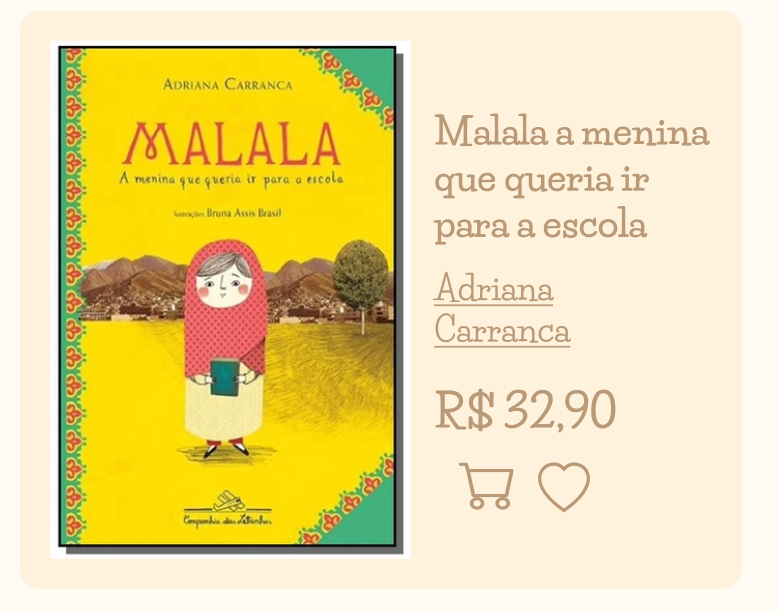 ADRIANA CARRANCA
MALALA
A menina que queria ir para a escola
Ilustrações Bruna Assis Brasil
Companhia das Letrinhas
Malala a menina
que queria ir
para a escola
Adriana
Carranca
R$ 32,90